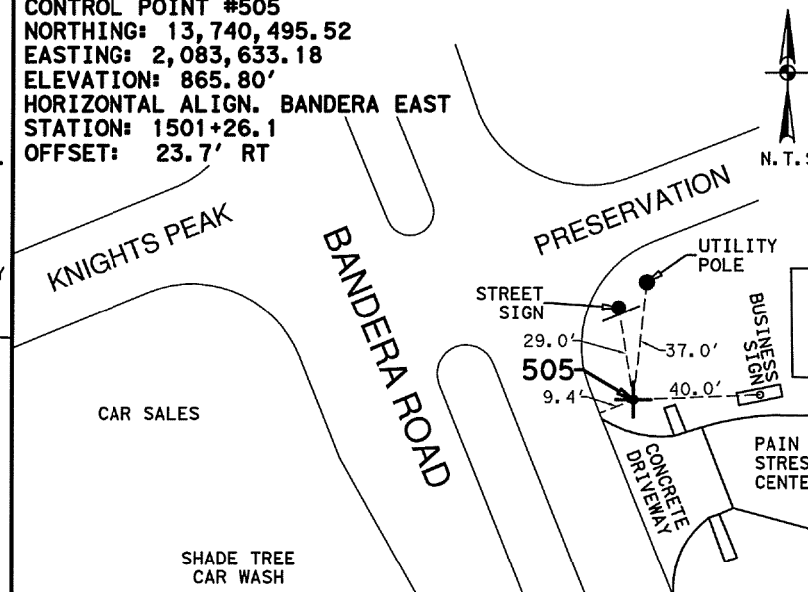 CONTROL POINT #505
NORTHING: 13,740,495.52
EASTING: 2,083,633.18
ELEVATION: 865.80'
HORIZONTAL ALIGN. BANDERA EAST
STATION: 1501+26.1
OFFSET: 23.7' RT
N.T.S
KNIGHTS PEAK
BANDERA ROAD
PRESERVATION
UTILITY
POLE
STREET
SIGN
29.0'
37.0'
505
9.4'
40.0'
BUSINESS
SIGN
CONCRETE
DRIVEWAY
PAIN
STRES
CENTE
CAR SALES
SHADE TREE
CAR WASH